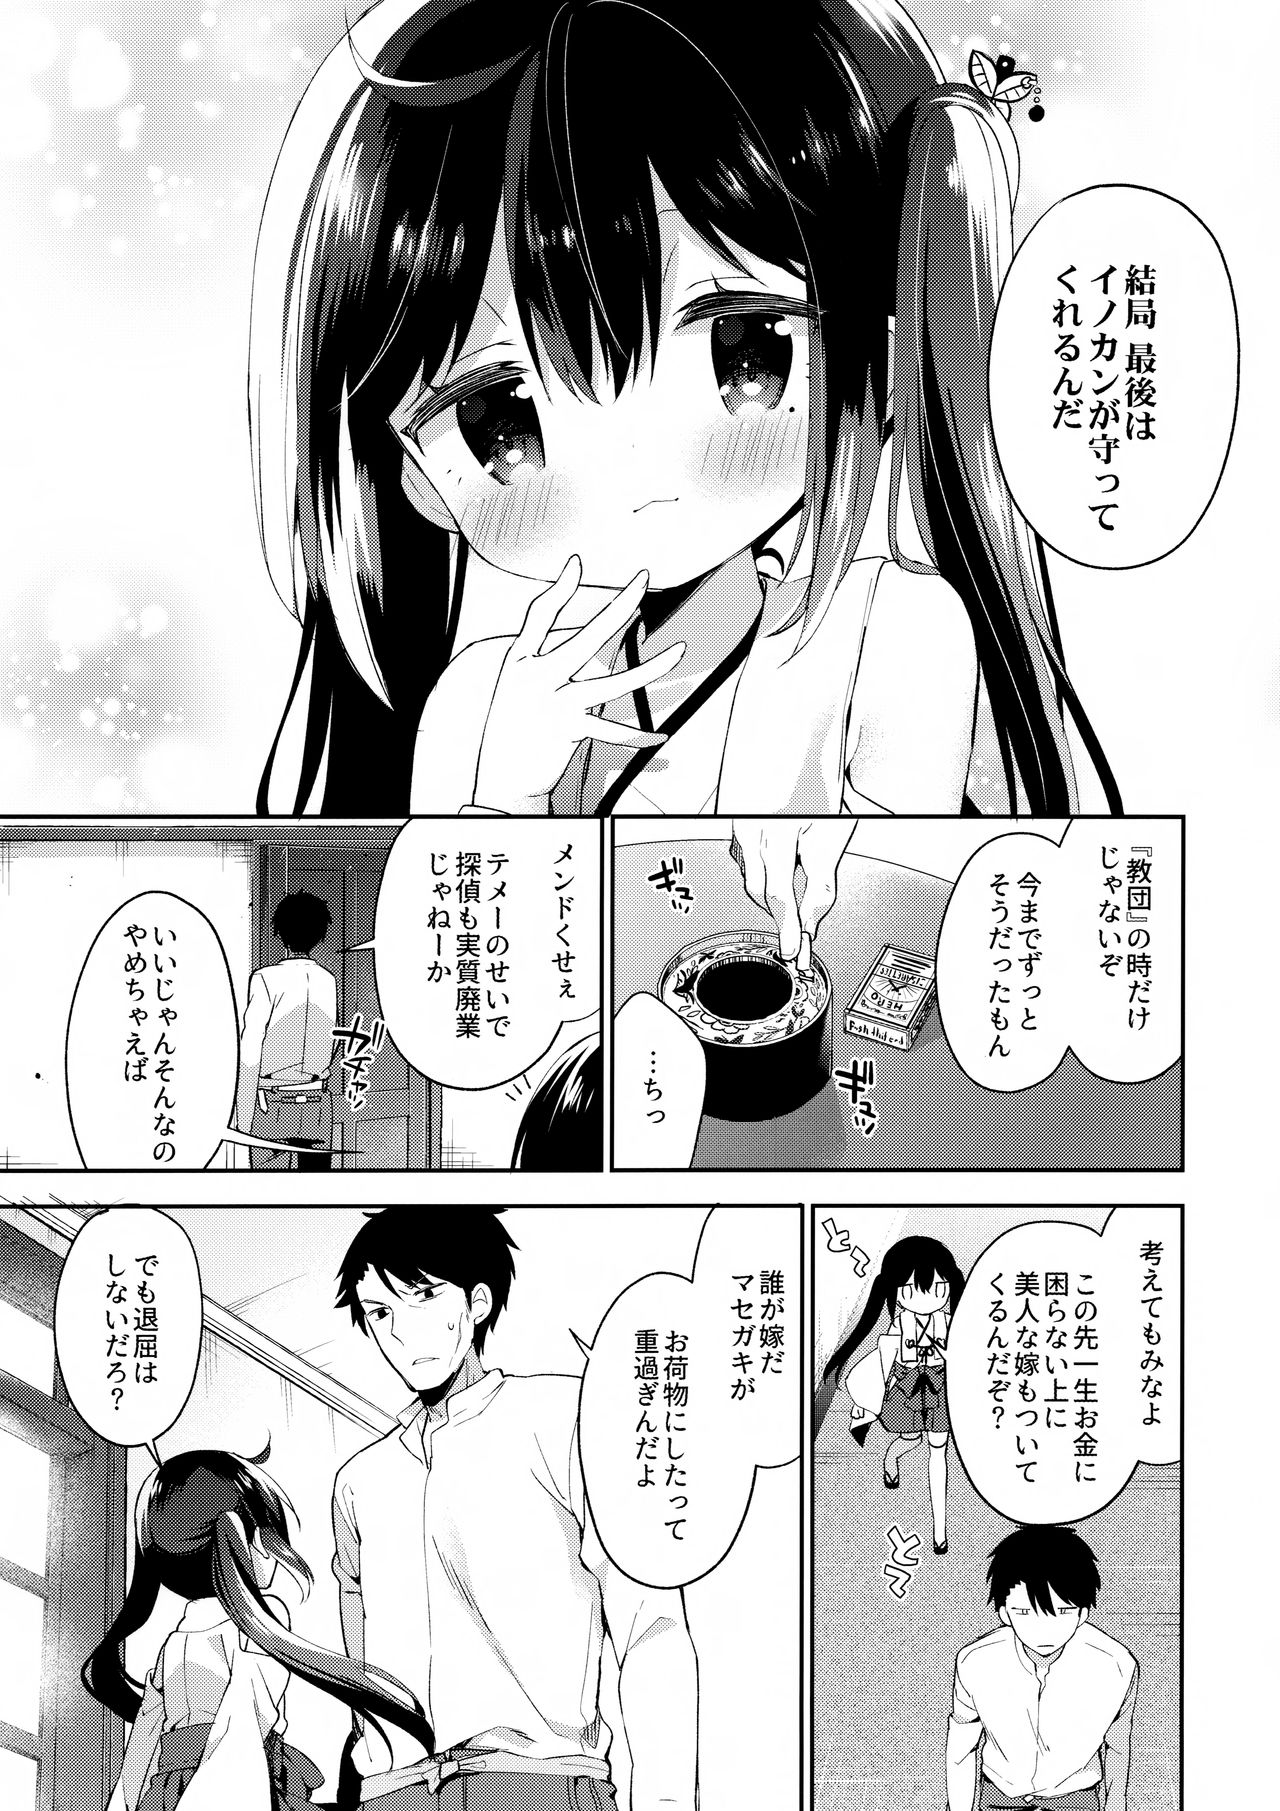 結局 最後は
イノカンが守って
くれるんだ
『教団』の時だけ
じゃないぞ
今までずっと
そうだったもん
ギュッ
ギュッ
HERO
…ちっ
メンドくせぇ
テメーのせいで
探偵も実質廃業
じゃねーか
ガチャッ
いいじゃんそんなの
やめちゃえば
考えてもみなよ
この先一生お金に
困らない上に
美人な嫁もついて
くるんだぞ?
とて
とて
誰が嫁だ
マセガキが
お荷物にしたって
重過ぎんだよ
でも退屈は
しないだろ?